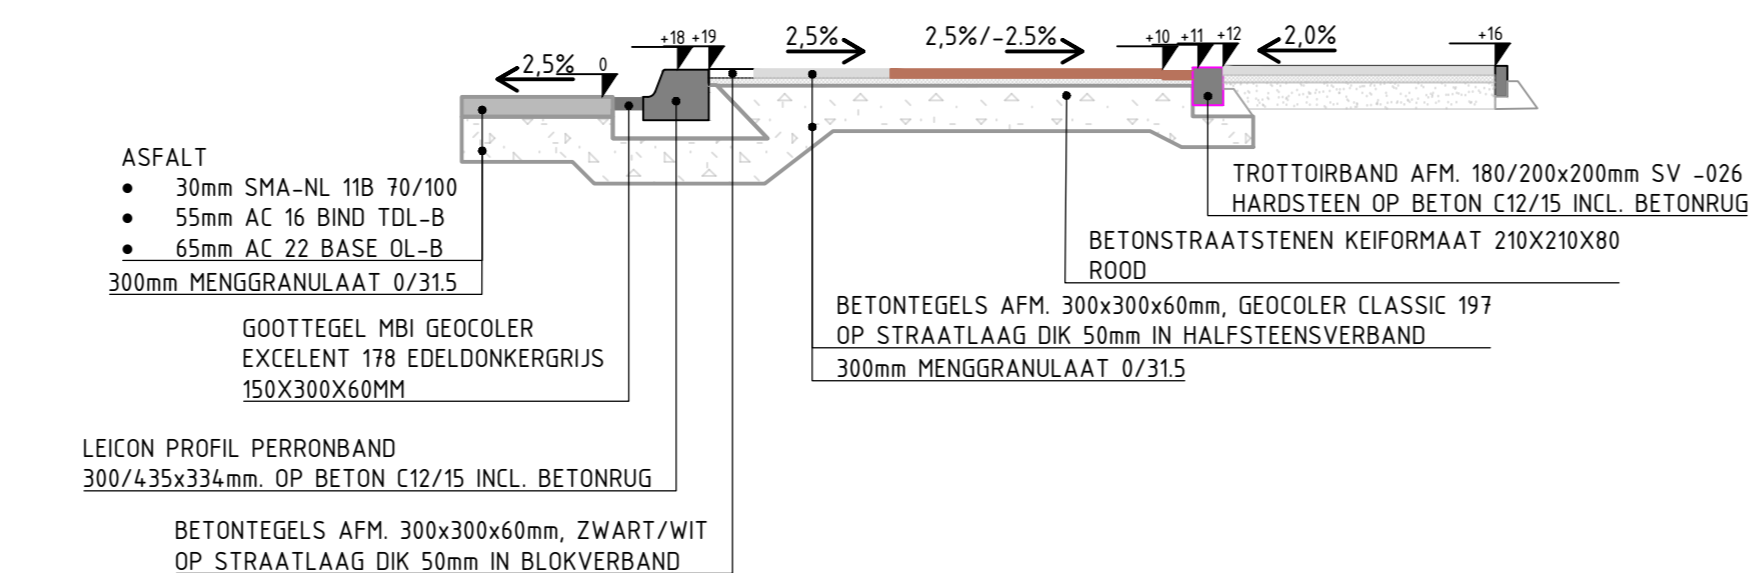 2,5%
0
+18
+19
2,5%
2,5%/-2.5%
+10
+11
+12
2,0%
+16
ASFALT
• 30mm SMA-NL 11B 70/100
• 55mm AC 16 BIND TDL-B
• 65mm AC 22 BASE OL-B
300mm MENGGRANULAAT 0/31.5
GOOTTEGEL MBI GEOCOLER
EXCELENT 178 EDELDONKERGRIJS
150X300X60MM
LEICON PROFIL PERRONBAND
300/435x334mm. OP BETON C12/15 INCL. BETONRUG
BETONTEGELS AFM. 300x300x60mm, ZWART/WIT
OP STRAATLAAG DIK 50mm IN BLOKVERBAND
TROTTOIRBAND AFM. 180/200x200mm SV -026
HARDSTEEN OP BETON C12/15 INCL. BETONRUG
BETONSTRAATSTENEN KEIFORMAAT 210X210X80
ROOD
BETONTEGELS AFM. 300x300x60mm, GEOCOLER CLASSIC 197
OP STRAATLAAG DIK 50mm IN HALFSTEENSVERBAND
300mm MENGGRANULAAT 0/31.5